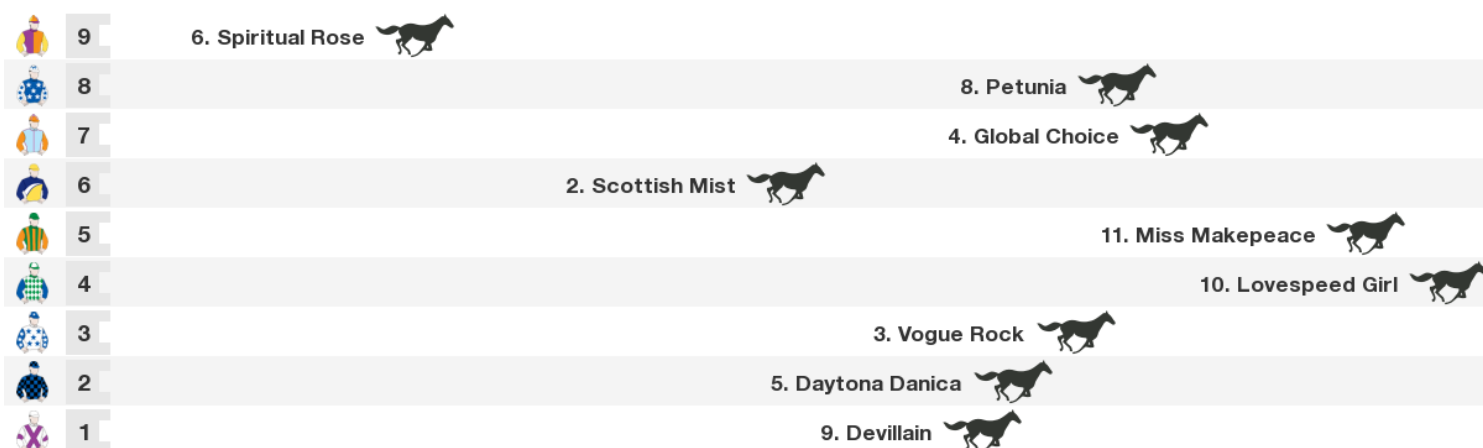 9 6. Spiritual Rose
8 8. Petunia
7 4. Global Choice
6 2. Scottish Mist
5 11. Miss Makepeace
4 10. Lovespeed Girl
3 3. Vogue Rock
2 5. Daytona Danica
1 9. Devillain